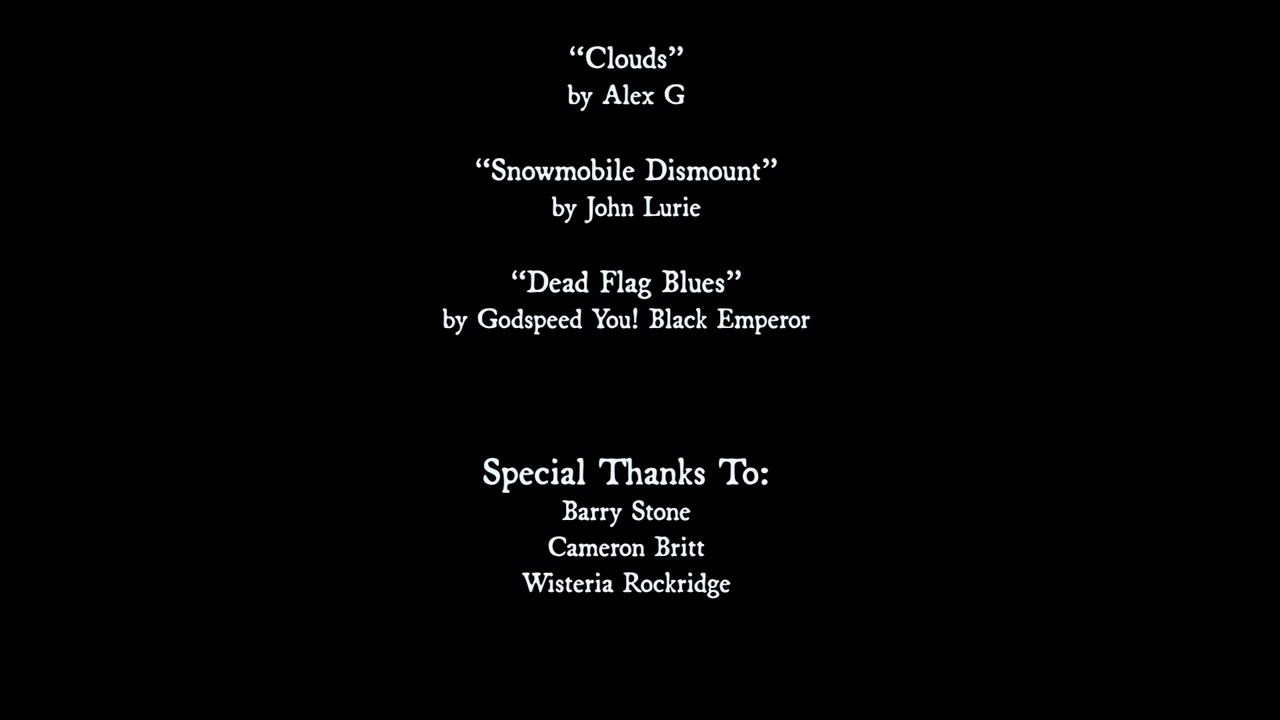 “Clouds”
by Alex G
“Snowmobile Dismount”
by John Lurie
“Dead Flag Blues”
by Godspeed You! Black Emperor
Special Thanks To:
Barry Stone
Cameron Britt
Wisteria Rockridge